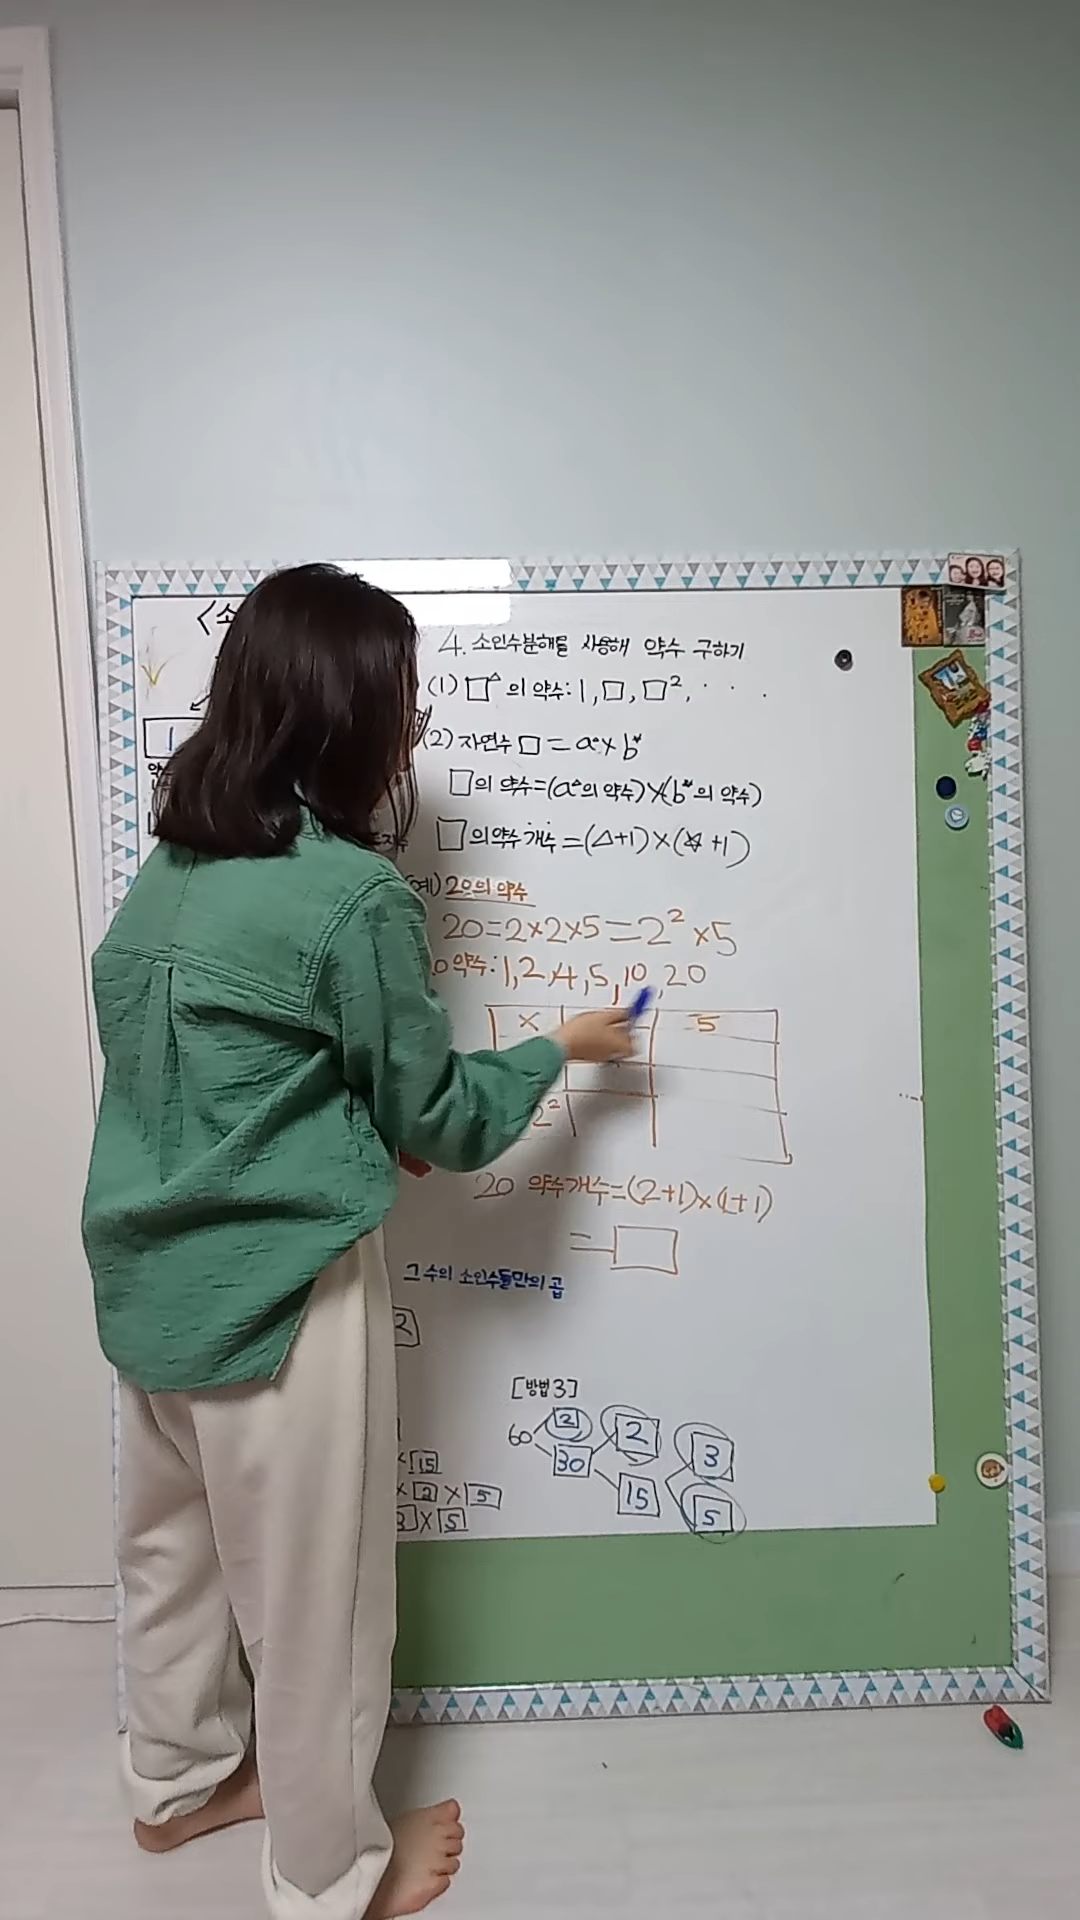 <소
1
4. 소인수분해를 사용해 약수 구하기
(1) □^△의 약수: 1, □, □², · · ·
(2) 자연수 □ = a^△ × b^☆
□의 약수=(a^△의 약수)×(b^☆의 약수)
□의 약수 개수=(△+1)×(☆+1)
(예) 20의 약수
20=2×2×5=2²×5
약수: 1, 2, 4, 5, 10, 20
× 5
2²
20 약수 개수=(2+1)×(1+1)
=□
그 수의 소인수들만의 곱
2
[방법3]
60 2 2 3
30 15 5
×15
×2×5
3×5